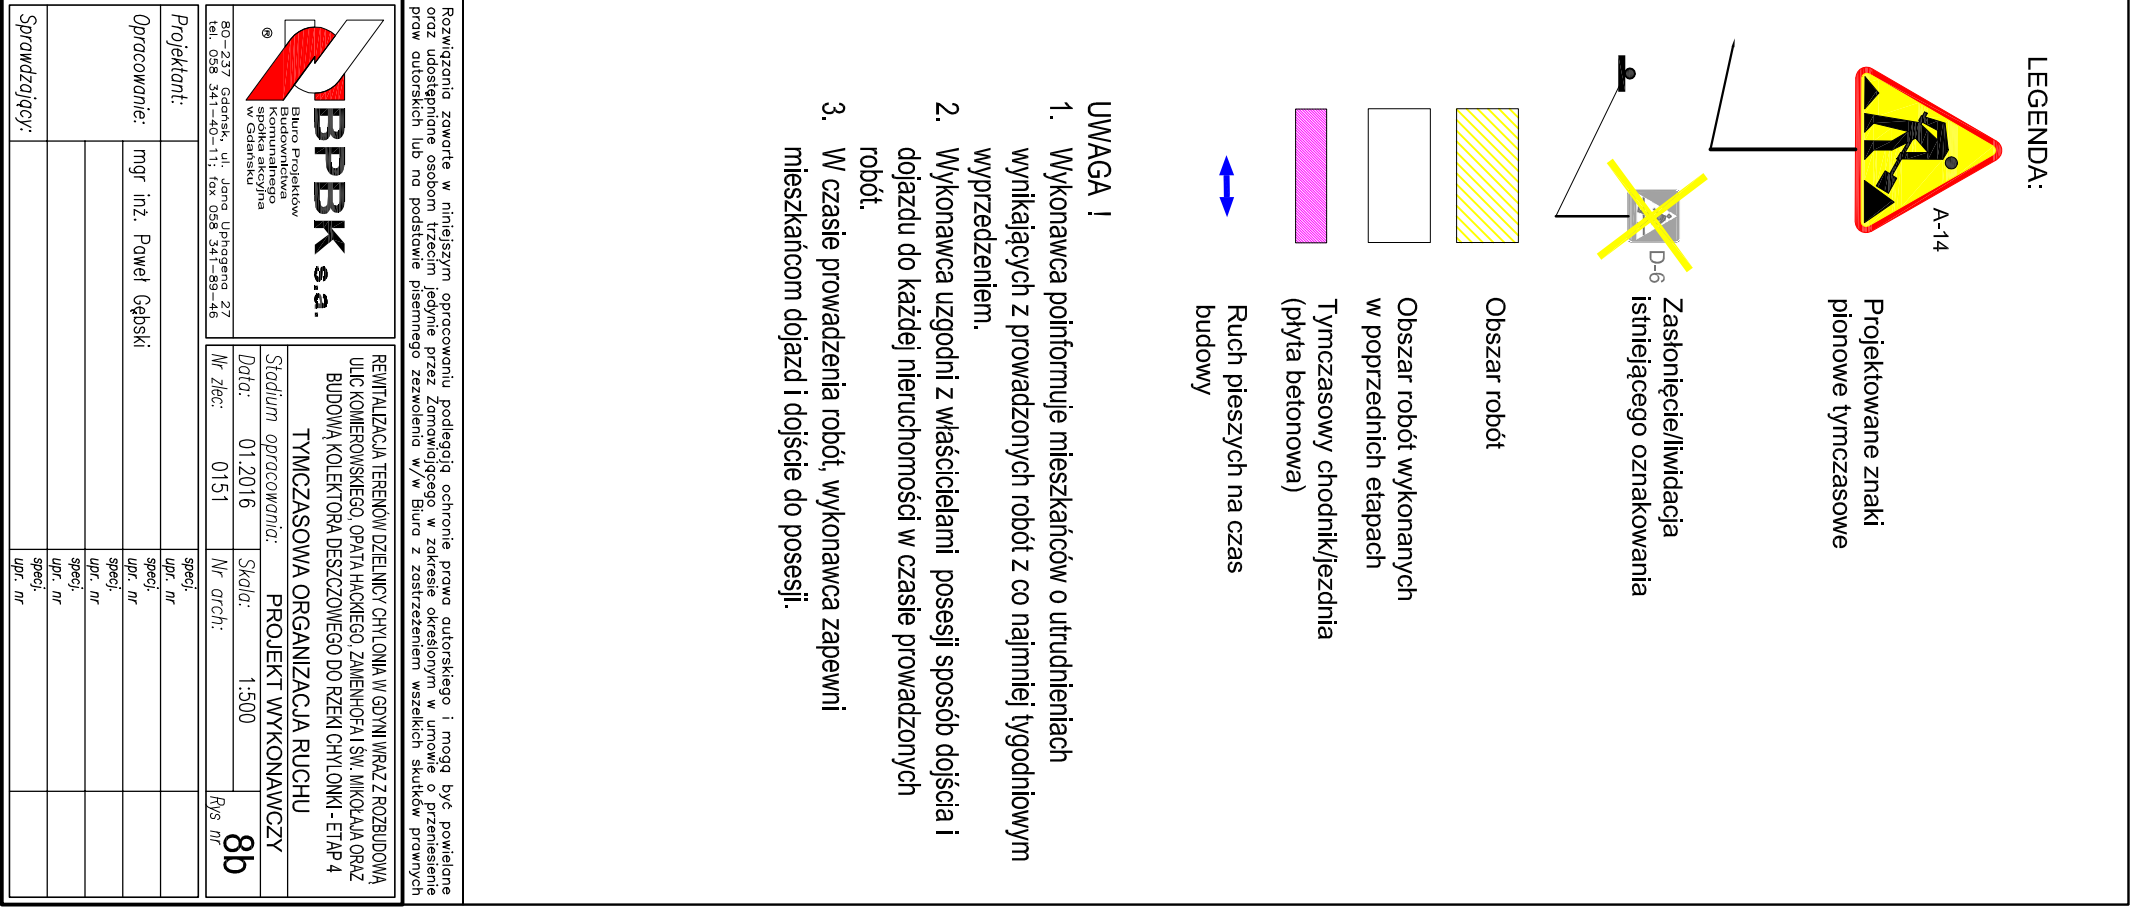 LEGENDA:
A-14
Projektowane znaki
pionowe tymczasowe
D-6
Zasłonięcie/liwidacja
istniejącego oznakowania
Obszar robót
Obszar robót wykonanych
w poprzednich etapach
Tymczasowy chodnik/jezdnia
(płyta betonowa)
Ruch pieszych na czas
budowy
UWAGA !
1. Wykonawca poinformuje mieszkańców o utrudnieniach
wynikających z prowadzonych robót z co najmniej tygodniowym
wyprzedzeniem.
2. Wykonawca uzgodni z właścicielami posesji sposób dojścia i
dojazdu do każdej nieruchomości w czasie prowadzonych
robót.
3. W czasie prowadzenia robót, wykonawca zapewni
mieszkańcom dojazd i dojście do posesji.
Rozwiązania zawarte w niniejszym opracowaniu podlegają ochronie prawa autorskiego i mogą być powielane
oraz udostępniane osobom trzecim jedynie przez Zamawiającego w zakresie określonym w umowie o przeniesienie
praw autorskich lub na podstawie pisemnego zezwolenia w/w Biura z zastrzeżeniem wszelkich skutków prawnych
®
BPBK s.a.
Biuro Projektów
Budownictwa
Komunalnego
spółka akcyjna
w Gdańsku
80-237 Gdańsk, ul. Jana Uphagena 27
tel. 058 341-40-11; fax 058 341-89-46
REWITALIZACJA TERENÓW DZIELNICY CHYLONIA W GDYNI WRAZ Z ROZBUDOWĄ
ULIC KOMIEROWSKIEGO, OPATA HACKIEGO, ZAMENHOFA I ŚW. MIKOŁAJA ORAZ
BUDOWĄ KOLEKTORA DESZCZOWEGO DO RZEKI CHYLONKI - ETAP 4
TYMCZASOWA ORGANIZACJA RUCHU
Stadium opracowania: PROJEKT WYKONAWCZY
Data: 01.2016 Skala: 1:500
Nr zlec: 0151 Nr arch: Rys nr 8b
Projektant: specj.
upr. nr
Opracowanie: mgr inż. Paweł Gębski specj.
upr. nr
specj.
upr. nr
specj.
upr. nr
Sprawdzający: specj.
upr. nr